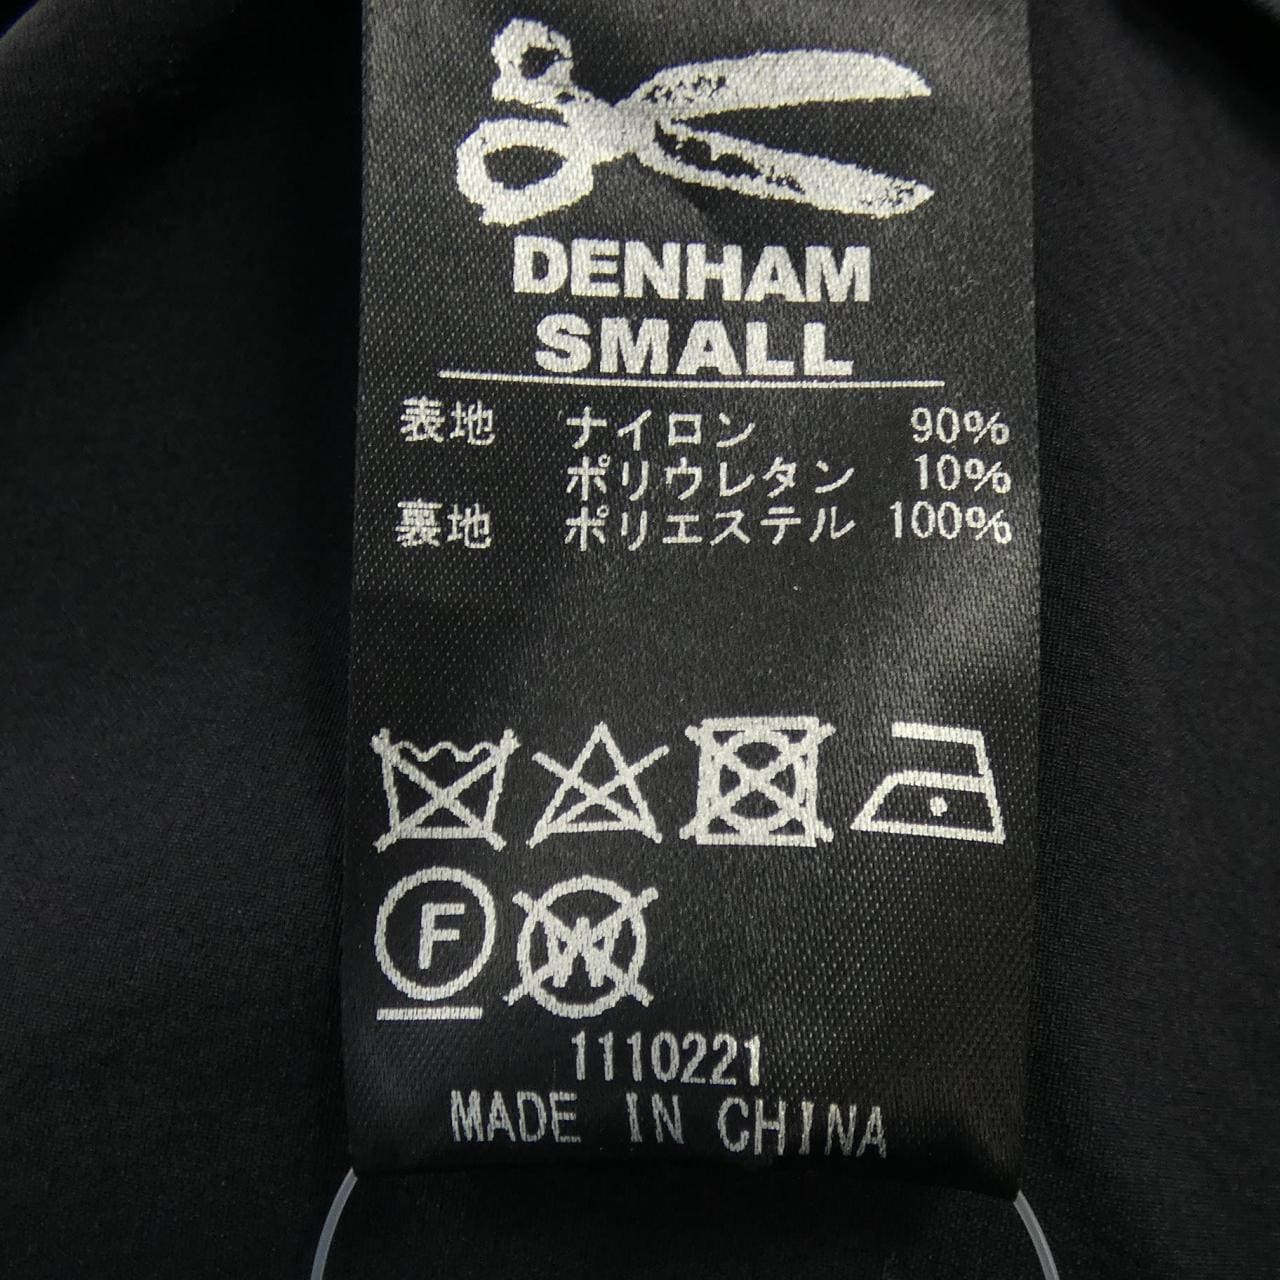 DENHAM
SMALL
表地 ナイロン 90%
ポリウレタン 10%
裏地 ポリエステル 100%
F W
1110221
MADE IN CHINA